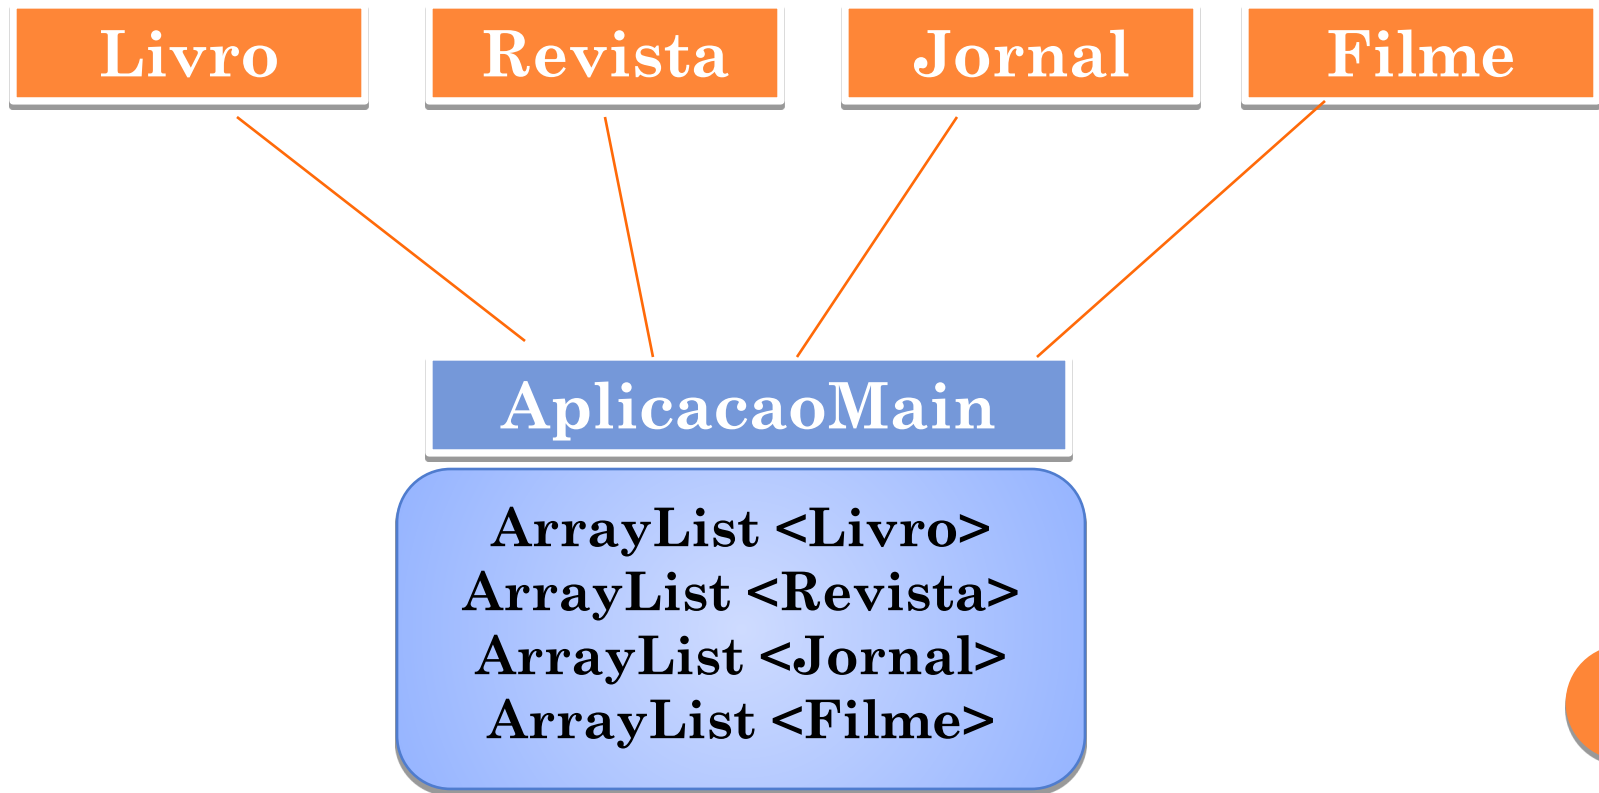 Livro Revista Jornal Filme
AplicacaoMain
ArrayList <Livro>
ArrayList <Revista>
ArrayList <Jornal>
ArrayList <Filme>